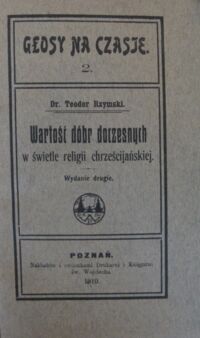 GŁOSY NA CZASIE.
2.
Dr. Teodor Rzymski.
Wartość dóbr doczesnych
w świetle religii chrześcijańskiej.
Wydanie drugie.
POZNAŃ.
Nakładem i czcionkami Drukarni i Księgarni
św. Wojciecha.
1910.